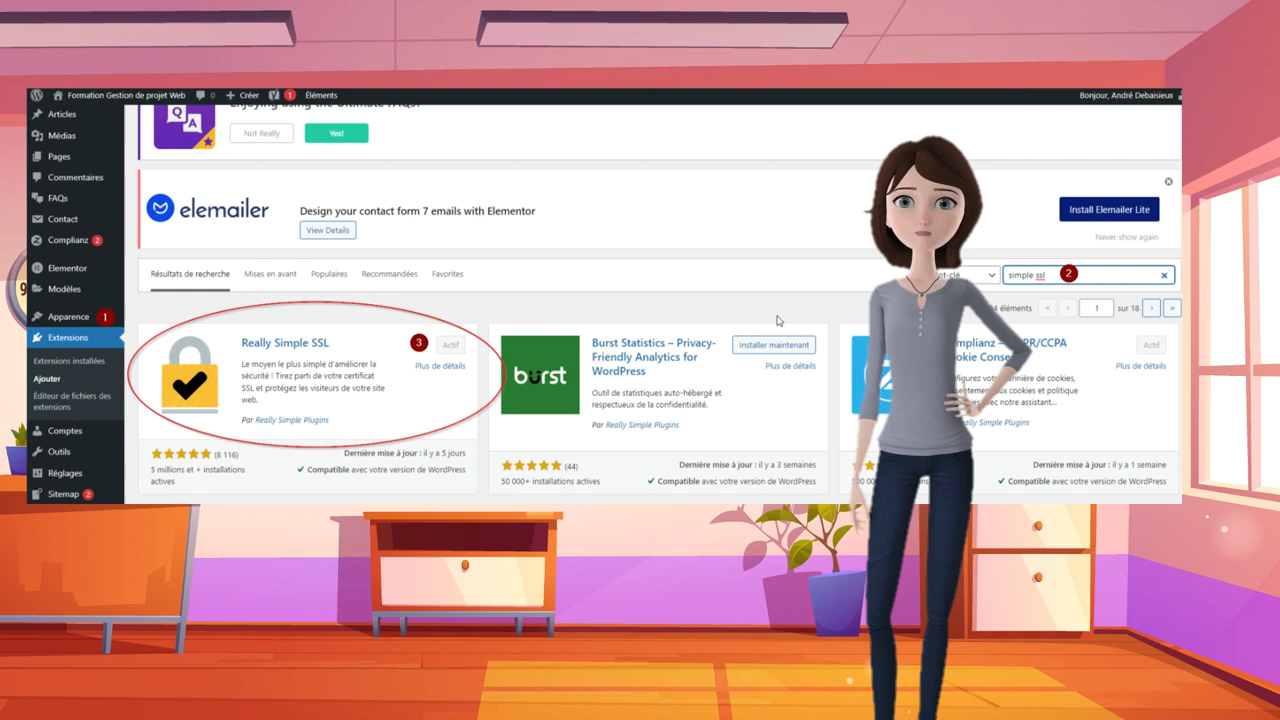 Formation Gestion de projet Web 0 Créer 1 Éléments Bonjour, André Debaisieux
Articles
Médias
Pages
Commentaires
FAQs
Contact
Complianz 2
Elementor
Modèles
Apparence 1
Extensions
Extensions installées
Ajouter
Éditeur de fichiers des
extensions
Comptes
Outils
Réglages
Sitemap 2
Q A
Not Really Yes!
elemailer
Design your contact form 7 emails with Elementor
View Details
Install Elemailer Lite
Never show again
Résultats de recherche Mises en avant Populaires Recommandées Favorites
simple ssl 2
éléments « ‹ 1 sur 18 › »
Really Simple SSL
3 Actif
Plus de détails
Le moyen le plus simple d'améliorer la
sécurité ! Tirez parti de votre certificat
SSL et protégez les visiteurs de votre site
web.
Par Really Simple Plugins
(8 116)
5 millions et + installations
actives
Dernière mise à jour : il y a 5 jours
Compatible avec votre version de WordPress
burst
Burst Statistics – Privacy-
Friendly Analytics for
WordPress
Installer maintenant
Plus de détails
Outil de statistiques auto-hébergé et
respectueux de la confidentialité.
Par Really Simple Plugins
(44)
50 000+ installations actives
Dernière mise à jour : il y a 3 semaines
Compatible avec votre version de WordPress
Actif
Plus de détails
cookies et politique
avec notre assistant...
Simple Plugins
Dernière mise à jour : il y a 1 semaine
Compatible avec votre version de WordPress
9